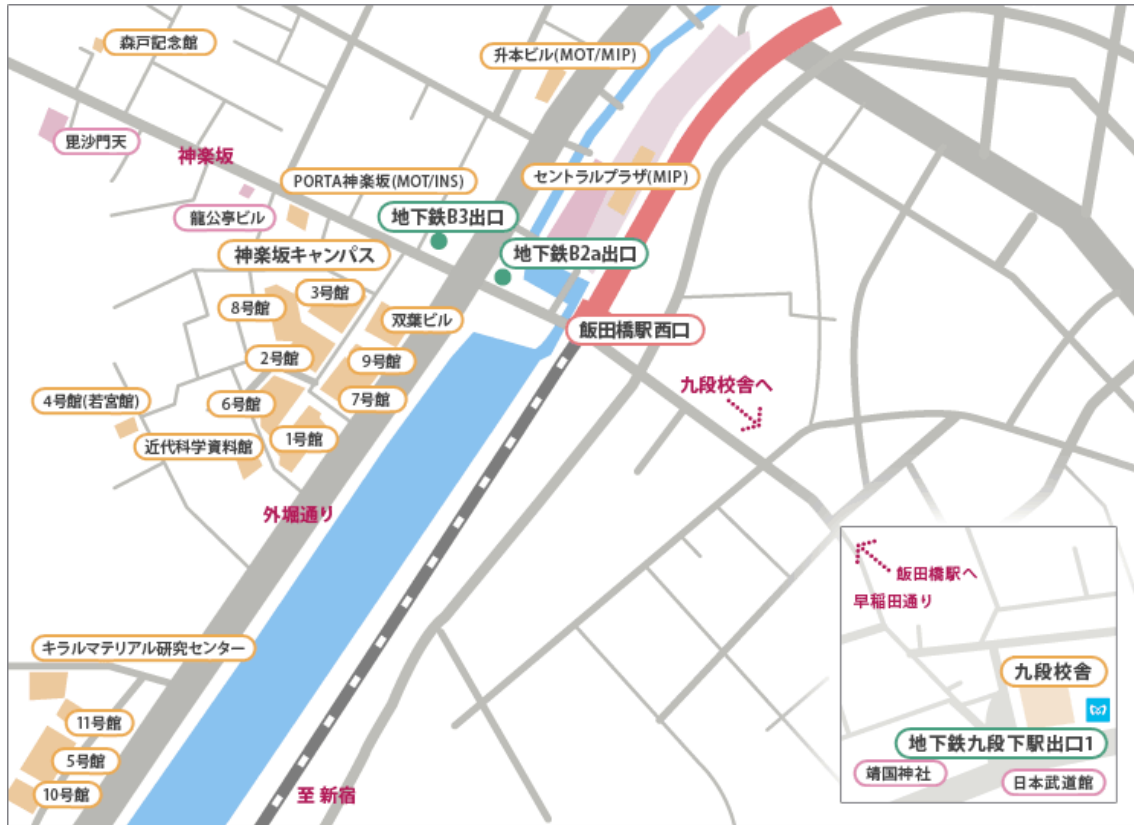 森戸記念館
升本ビル(MOT/MIP)
毘沙門天
神楽坂
PORTA神楽坂(MOT/INS)
セントラルプラザ(MIP)
龍公亭ビル
地下鉄B3出口
神楽坂キャンパス
地下鉄B2a出口
3号館
8号館
双葉ビル
飯田橋駅西口
2号館
9号館
九段校舎へ
4号館(若宮館)
6号館
7号館
近代科学資料館
1号館
外堀通り
飯田橋駅へ
早稲田通り
キラルマテリアル研究センター
九段校舎
11号館
地下鉄九段下駅出口1
5号館
靖国神社
日本武道館
10号館
至 新宿